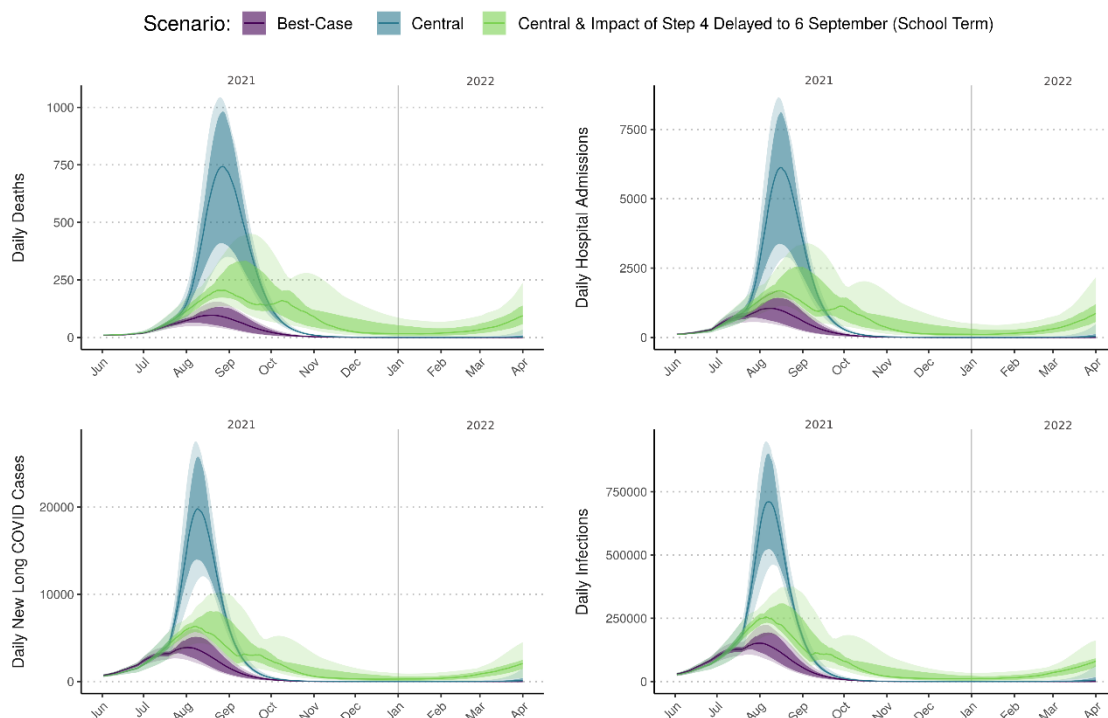 Scenario: Best-Case Central Central & Impact of Step 4 Delayed to 6 September (School Term)
2021 2022
Daily Deaths
1000
750
500
250
0
Jun Jul Aug Sep Oct Nov Dec Jan Feb Mar Apr
2021 2022
Daily Hospital Admissions
7500
5000
2500
0
Jun Jul Aug Sep Oct Nov Dec Jan Feb Mar Apr
2021 2022
Daily New Long COVID Cases
20000
10000
0
Jun Jul Aug Sep Oct Nov Dec Jan Feb Mar Apr
2021 2022
Daily Infections
750000
500000
250000
0
Jun Jul Aug Sep Oct Nov Dec Jan Feb Mar Apr